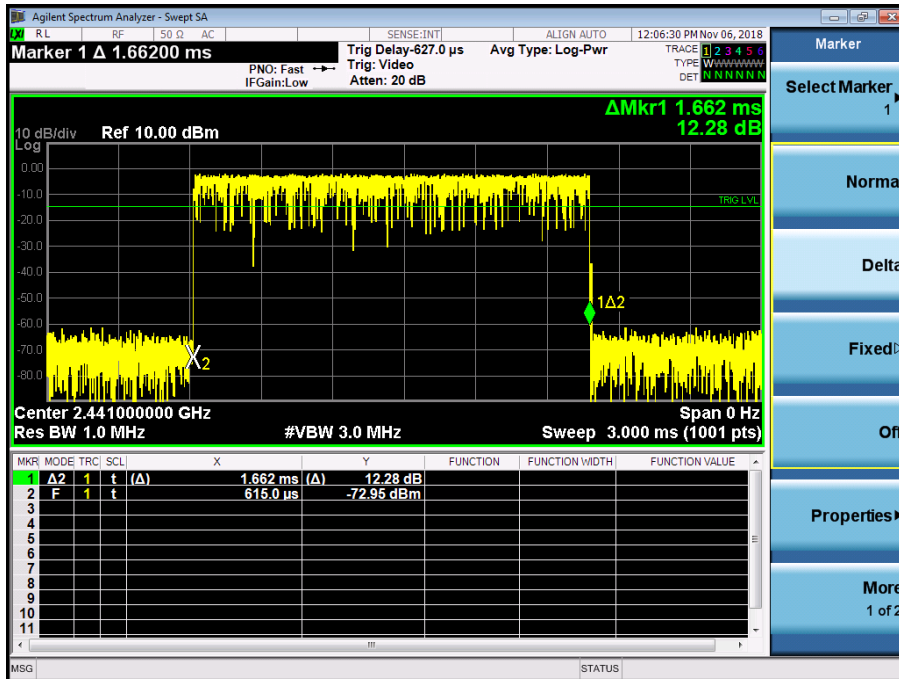 Agilent Spectrum Analyzer - Swept SA
LXI RL RF 50 Ω AC SENSE:INT ALIGN AUTO 12:06:30 PM Nov 06, 2018
Marker 1 Δ 1.66200 ms
PNO: Fast
IFGain:Low
Trig Delay-627.0 µs
Trig: Video
Atten: 20 dB
Avg Type: Log-Pwr
TRACE 1 2 3 4 5 6
TYPE WWWWWW
DET N N N N N N
ΔMkr1 1.662 ms
12.28 dB
10 dB/div Ref 10.00 dBm
Log
0.00
-10.0
TRIG LVL
-20.0
-30.0
-40.0
-50.0
1Δ2
-60.0
-70.0
2
-80.0
Center 2.441000000 GHz Span 0 Hz
Res BW 1.0 MHz #VBW 3.0 MHz Sweep 3.000 ms (1001 pts)
MKR MODE TRC SCL X Y FUNCTION FUNCTION WIDTH FUNCTION VALUE
1 Δ2 1 t (Δ) 1.662 ms (Δ) 12.28 dB
2 F 1 t 615.0 µs -72.95 dBm
3
4
5
6
7
8
9
10
11
MSG STATUS
Marker
Select Marker
1
Norma
Delta
Fixed
Off
Properties
More
1 of 2